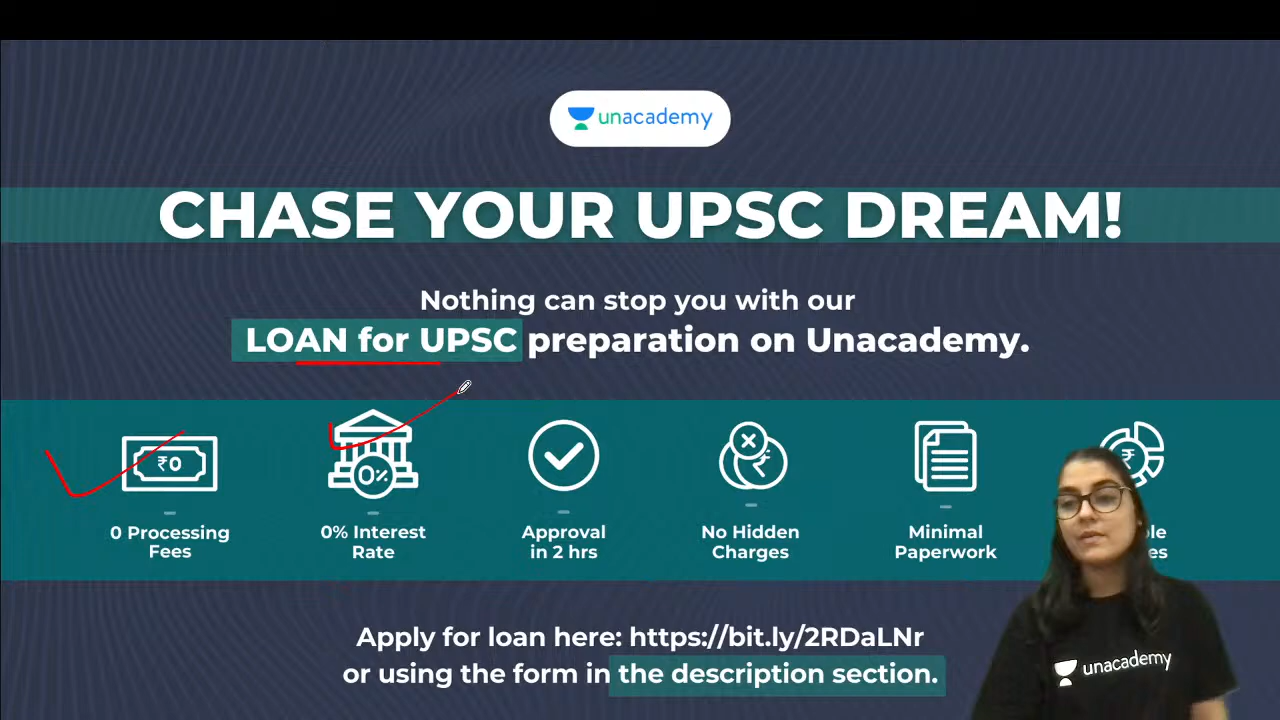 unacademy
CHASE YOUR UPSC DREAM!
Nothing can stop you with our
LOAN for UPSC preparation on Unacademy.
₹0
0%
₹
₹
0 Processing
Fees
0% Interest
Rate
Approval
in 2 hrs
No Hidden
Charges
Minimal
Paperwork
Apply for loan here: https://bit.ly/2RDaLNr
or using the form in the description section.
unacademy